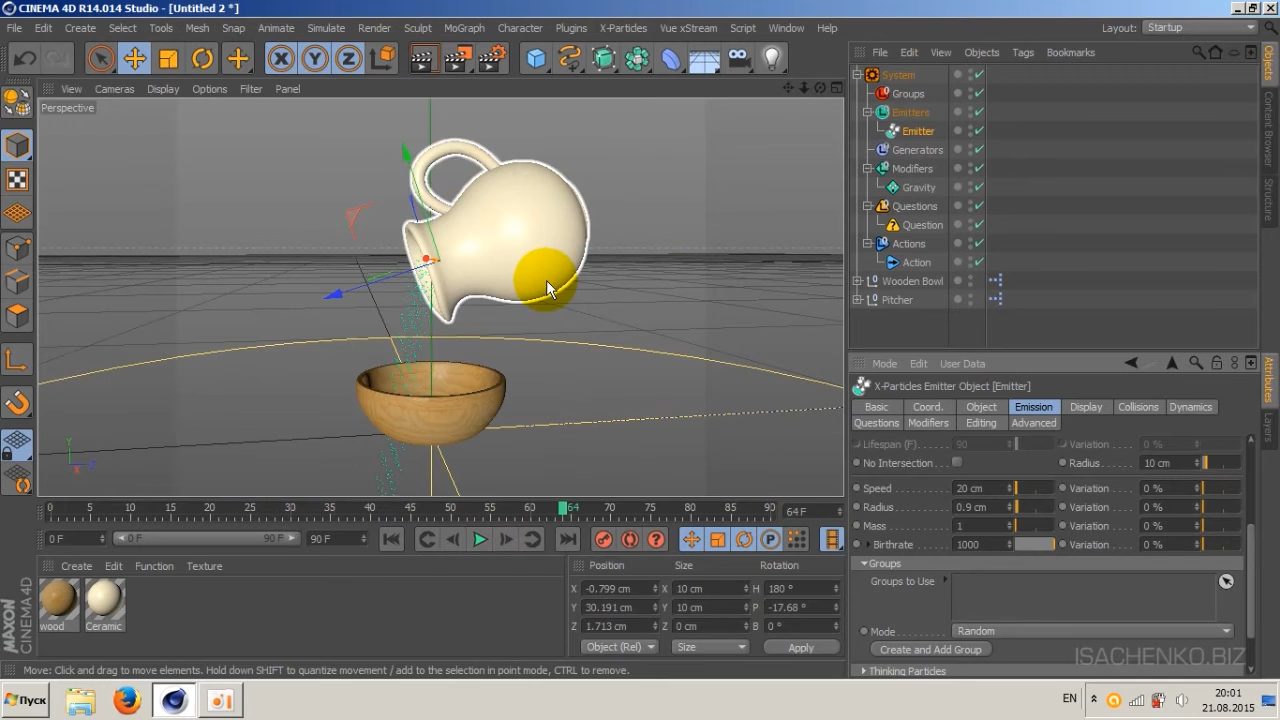 CINEMA 4D R14.014 Studio - [Untitled 2 *]
File Edit Create Select Tools Mesh Snap Animate Simulate Render Sculpt MoGraph Character Plugins X-Particles Vue xStream Script Window Help Layout: Startup
File Edit View Objects Tags Bookmarks
System
Groups
Emitters
Emitter
Generators
Modifiers
Gravity
Questions
Question
Actions
Action
Wooden Bowl
Pitcher
Objects
Content Browser
Structure
X Y Z
View Cameras Display Options Filter Panel
Perspective
Y
X
Z
0 5 10 15 20 25 30 35 40 45 50 55 64 70 75 80 85 90 64 F
0 F 0 F 90 F 90 F
P
Create Edit Function Texture
wood
Ceramic
MAXON CINEMA 4D
Position Size Rotation
X -0.799 cm X 10 cm H 180 °
Y 30.191 cm Y 10 cm P -17.68 °
Z 1.713 cm Z 0 cm B 0 °
Object (Rel) Size Apply
Mode Edit User Data
X-Particles Emitter Object [Emitter]
Basic Coord. Object Emission Display Collisions Dynamics
Questions Modifiers Editing Advanced
Lifespan (F) 90 Variation 0 %
No Intersection Radius 10 cm
Speed 20 cm Variation 0 %
Radius 0.9 cm Variation 0 %
Mass 1 Variation 0 %
Birthrate 1000 Variation 0 %
Groups
Groups to Use
Mode Random
Create and Add Group
Thinking Particles
Attributes
Layers
ISACHENKO.BIZ
Move: Click and drag to move elements. Hold down SHIFT to quantize movement / add to the selection in point mode, CTRL to remove.
Пуск EN 20:01
21.08.2015